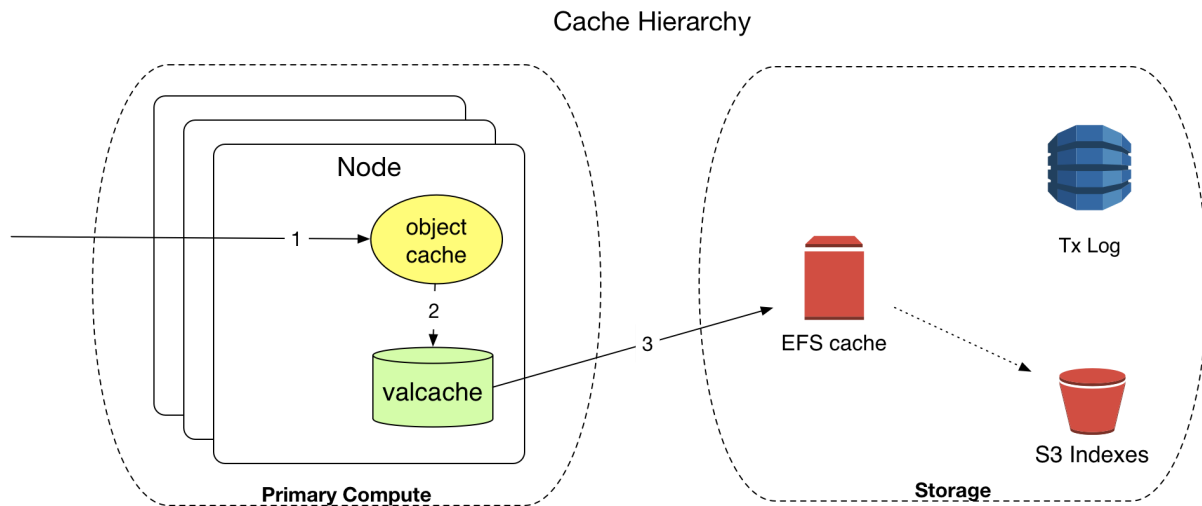 Cache Hierarchy
Node
object
cache
1
2
valcache
3
Primary Compute
Tx Log
EFS cache
S3 Indexes
Storage